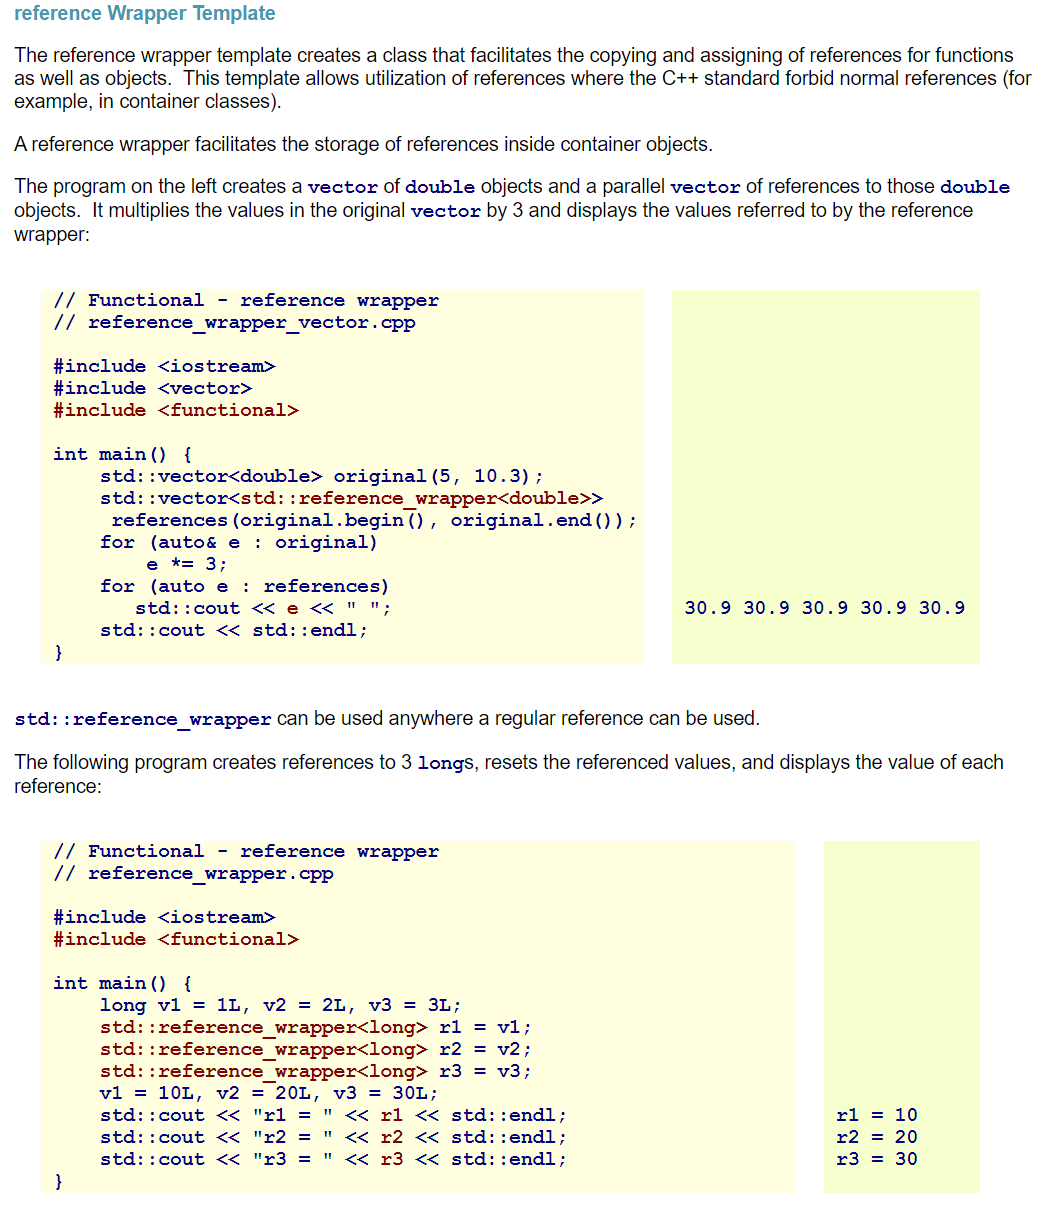 reference Wrapper Template
The reference wrapper template creates a class that facilitates the copying and assigning of references for functions
as well as objects.  This template allows utilization of references where the C++ standard forbid normal references (for
example, in container classes).
A reference wrapper facilitates the storage of references inside container objects.
The program on the left creates a vector of double objects and a parallel vector of references to those double
objects.  It multiplies the values in the original vector by 3 and displays the values referred to by the reference
wrapper:
// Functional - reference wrapper
// reference_wrapper_vector.cpp
#include <iostream>
#include <vector>
#include <functional>
int main() {
    std::vector<double> original(5, 10.3);
    std::vector<std::reference_wrapper<double>>
     references(original.begin(), original.end());
    for (auto& e : original)
        e *= 3;
    for (auto e : references)
       std::cout << e << " ";
    std::cout << std::endl;
}
30.9 30.9 30.9 30.9 30.9
std::reference_wrapper can be used anywhere a regular reference can be used.
The following program creates references to 3 longs, resets the referenced values, and displays the value of each
reference:
// Functional - reference wrapper
// reference_wrapper.cpp
#include <iostream>
#include <functional>
int main() {
    long v1 = 1L, v2 = 2L, v3 = 3L;
    std::reference_wrapper<long> r1 = v1;
    std::reference_wrapper<long> r2 = v2;
    std::reference_wrapper<long> r3 = v3;
    v1 = 10L, v2 = 20L, v3 = 30L;
    std::cout << "r1 = " << r1 << std::endl;
    std::cout << "r2 = " << r2 << std::endl;
    std::cout << "r3 = " << r3 << std::endl;
}
r1 = 10
r2 = 20
r3 = 30